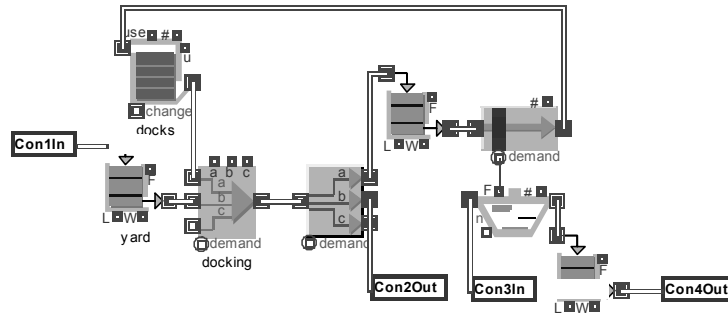 use # u
change
docks
Con1In
F
L W
yard
a b c
a
b
c
demand
docking
a
b
c
demand
F
L W
#
demand
F #
n
Con2Out
Con3In
F
L W
Con4Out